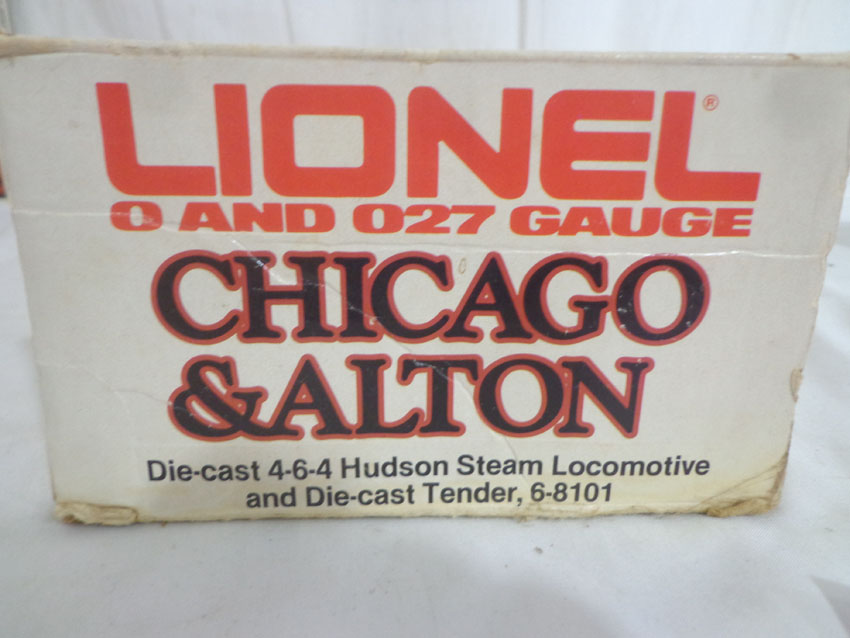 LIONEL®
O AND O27 GAUGE
CHICAGO
&ALTON
Die-cast 4-6-4 Hudson Steam Locomotive
and Die-cast Tender, 6-8101